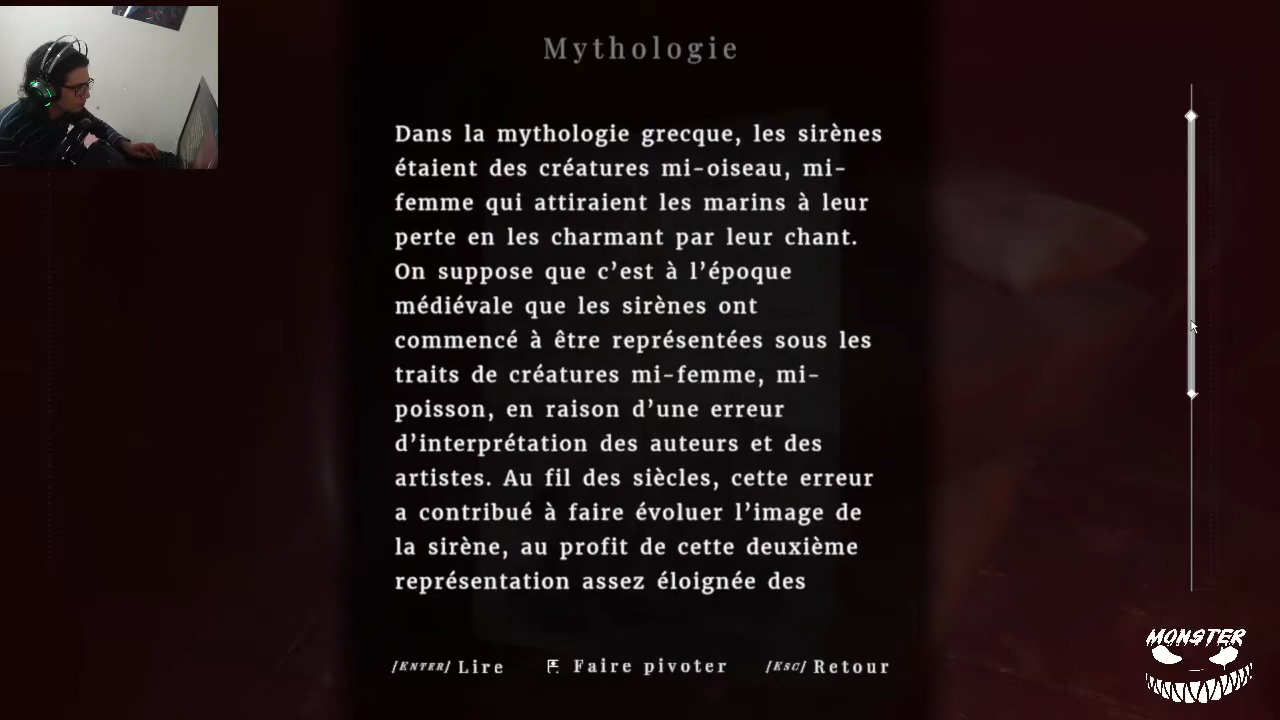 Mythologie
Dans la mythologie grecque, les sirènes
étaient des créatures mi-oiseau, mi-
femme qui attiraient les marins à leur
perte en les charmant par leur chant.
On suppose que c’est à l’époque
médiévale que les sirènes ont
commencé à être représentées sous les
traits de créatures mi-femme, mi-
poisson, en raison d’une erreur
d’interprétation des auteurs et des
artistes. Au fil des siècles, cette erreur
a contribué à faire évoluer l’image de
la sirène, au profit de cette deuxième
représentation assez éloignée des
[ENTER] Lire F Faire pivoter [ESC] Retour
MONSTER